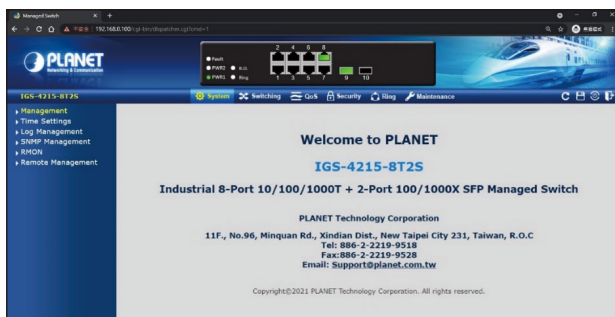 Managed Switch
192.168.0.100/cgi-bin/dispatcher.cgi?cmd=1
PLANET
Networking & Communication
Fault
PWR2 R.O.
PWR1 Ring
2 4 6 8
1 3 5 7 9 10
IGS-4215-8T2S
System Switching QoS Security Ring Maintenance
Management
Time Settings
Log Management
SNMP Management
RMON
Remote Management
Welcome to PLANET
IGS-4215-8T2S
Industrial 8-Port 10/100/1000T + 2-Port 100/1000X SFP Managed Switch
PLANET Technology Corporation
11F., No.96, Minquan Rd., Xindian Dist., New Taipei City 231, Taiwan, R.O.C
Tel: 886-2-2219-9518
Fax:886-2-2219-9528
Email: Support@planet.com.tw
Copyright©2021 PLANET Technology Corporation. All rights reserved.